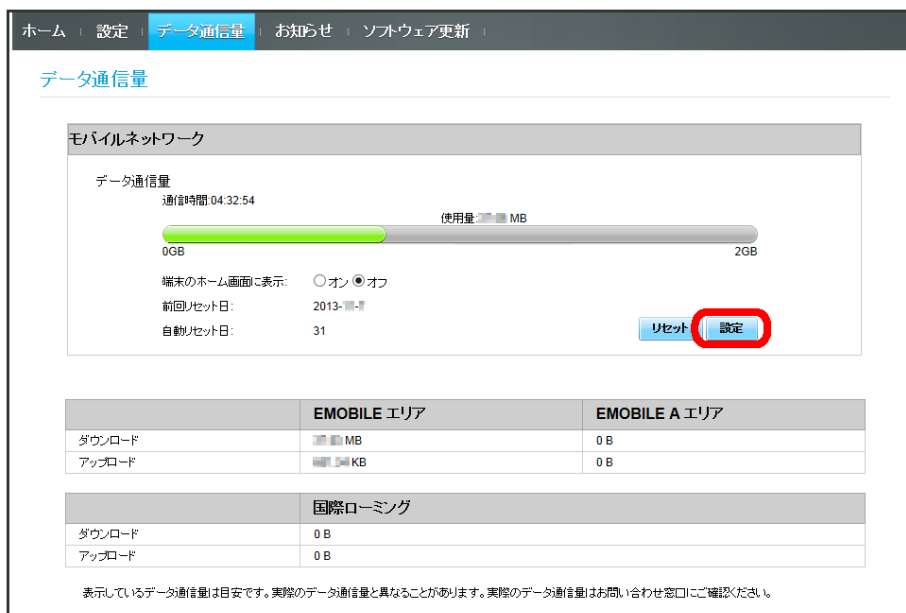 ホーム 設定 データ通信量 お知らせ ソフトウェア更新
データ通信量
モバイルネットワーク
データ通信量
通信時間:04:32:54
使用量: MB
0GB 2GB
端末のホーム画面に表示: オン オフ
前回リセット日: 2013-
自動リセット日: 31
リセット 設定
EMOBILE エリア EMOBILE A エリア
ダウンロード MB 0 B
アップロード KB 0 B
国際ローミング
ダウンロード 0 B
アップロード 0 B
表示しているデータ通信量は目安です。実際のデータ通信量と異なることがあります。実際のデータ通信量はお問い合わせ窓口にご確認ください。